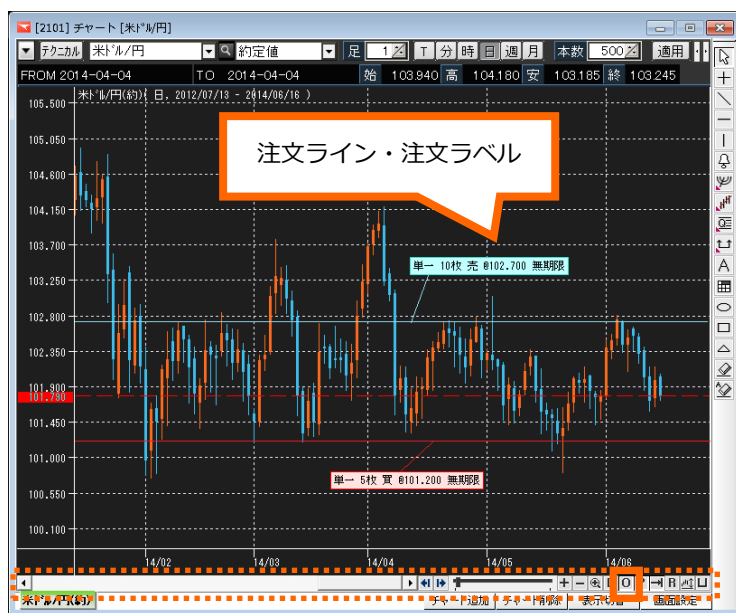 [2101] チャート [米ドル/円]
テクニカル 米ドル/円 約定値 足 1 T 分 時 日 週 月 本数 500 適用
FROM 2014-04-04 TO 2014-04-04 始 103.940 高 104.180 安 103.185 終 103.245
米ドル/円(約)( 日, 2012/07/13 - 2014/06/16 )
105.500
注文ライン・注文ラベル
105.050
104.600
104.150
103.700
単一 10枚 売 @102.700 無期限
103.250
102.800
102.350
101.900
101.790
101.450
101.000
単一 5枚 買 @101.200 無期限
100.550
100.100
14/02 14/03 14/04 14/05 14/06
O R
米ドル/円(約) チャート追加 チャート削除 表示切替 画面設定